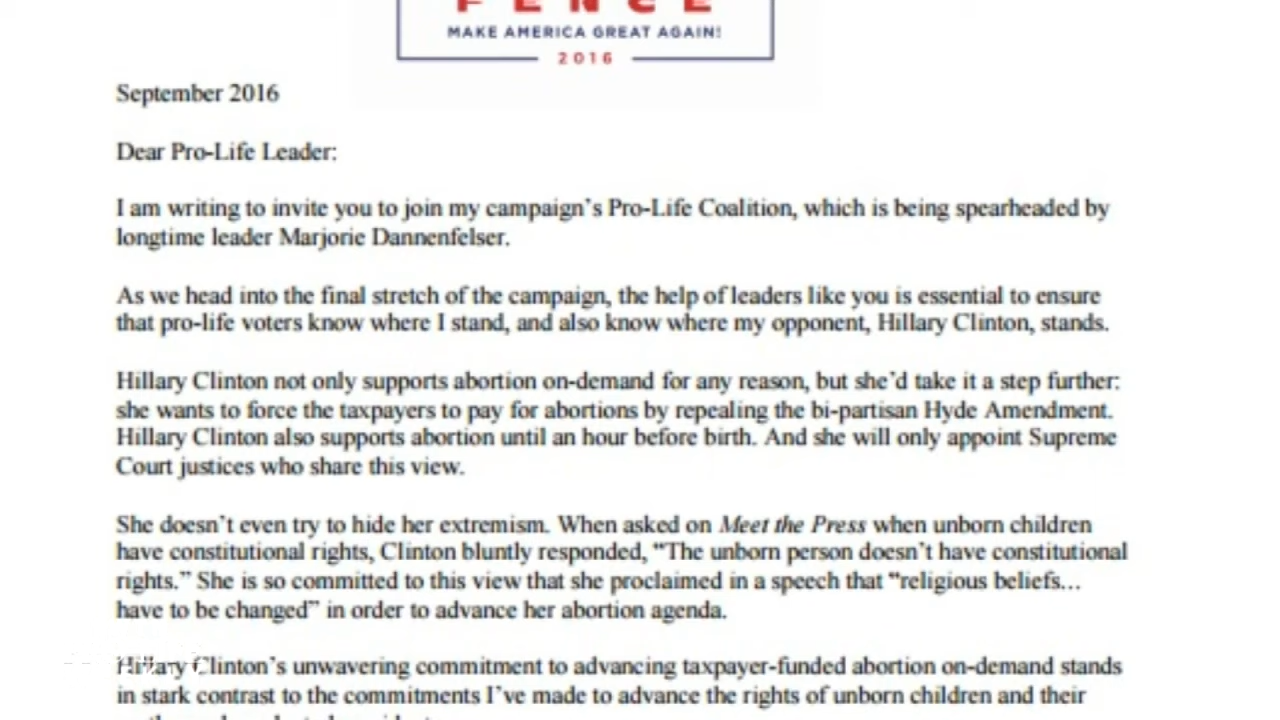 PENCE
MAKE AMERICA GREAT AGAIN!
2016
September 2016
Dear Pro-Life Leader:
I am writing to invite you to join my campaign’s Pro-Life Coalition, which is being spearheaded by
longtime leader Marjorie Dannenfelser.
As we head into the final stretch of the campaign, the help of leaders like you is essential to ensure
that pro-life voters know where I stand, and also know where my opponent, Hillary Clinton, stands.
Hillary Clinton not only supports abortion on-demand for any reason, but she’d take it a step further:
she wants to force the taxpayers to pay for abortions by repealing the bi-partisan Hyde Amendment.
Hillary Clinton also supports abortion until an hour before birth. And she will only appoint Supreme
Court justices who share this view.
She doesn’t even try to hide her extremism. When asked on Meet the Press when unborn children
have constitutional rights, Clinton bluntly responded, “The unborn person doesn’t have constitutional
rights.” She is so committed to this view that she proclaimed in a speech that “religious beliefs...
have to be changed” in order to advance her abortion agenda.
Hillary Clinton’s unwavering commitment to advancing taxpayer-funded abortion on-demand stands
in stark contrast to the commitments I’ve made to advance the rights of unborn children and their